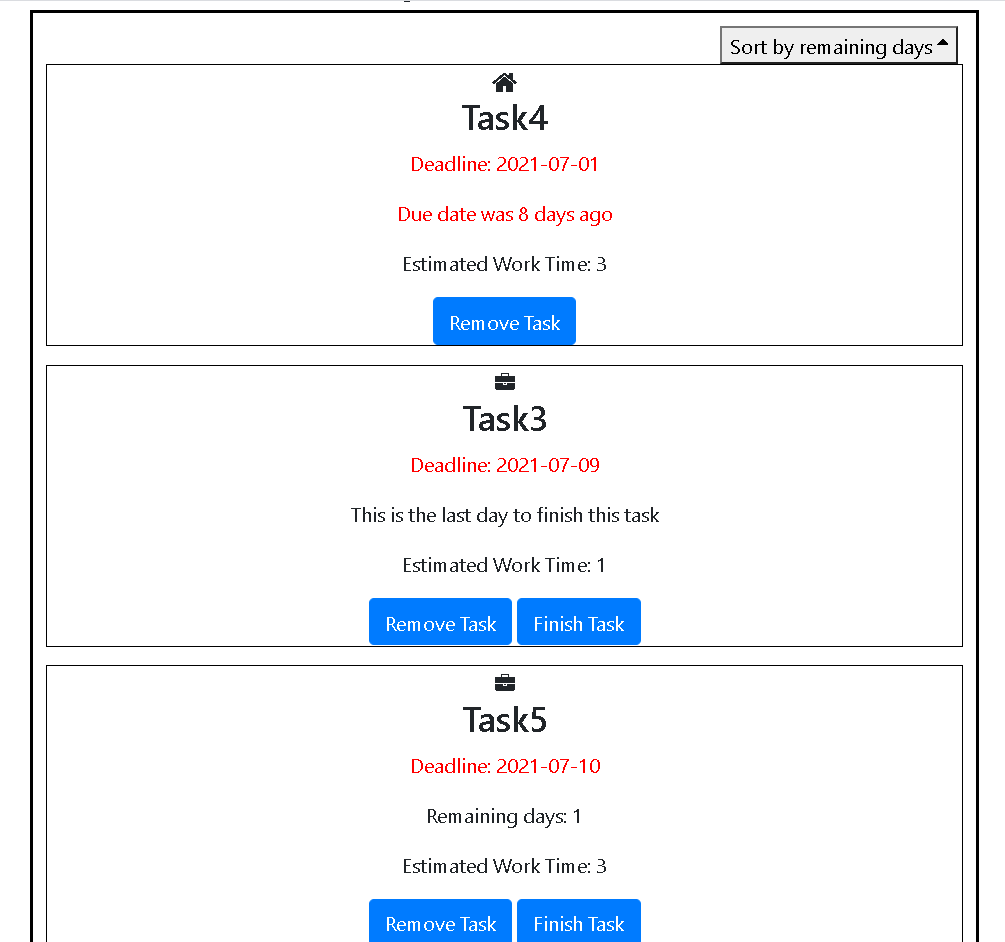 Sort by remaining days
Task4
Deadline: 2021-07-01
Due date was 8 days ago
Estimated Work Time: 3
Remove Task
Task3
Deadline: 2021-07-09
This is the last day to finish this task
Estimated Work Time: 1
Remove Task Finish Task
Task5
Deadline: 2021-07-10
Remaining days: 1
Estimated Work Time: 3
Remove Task Finish Task